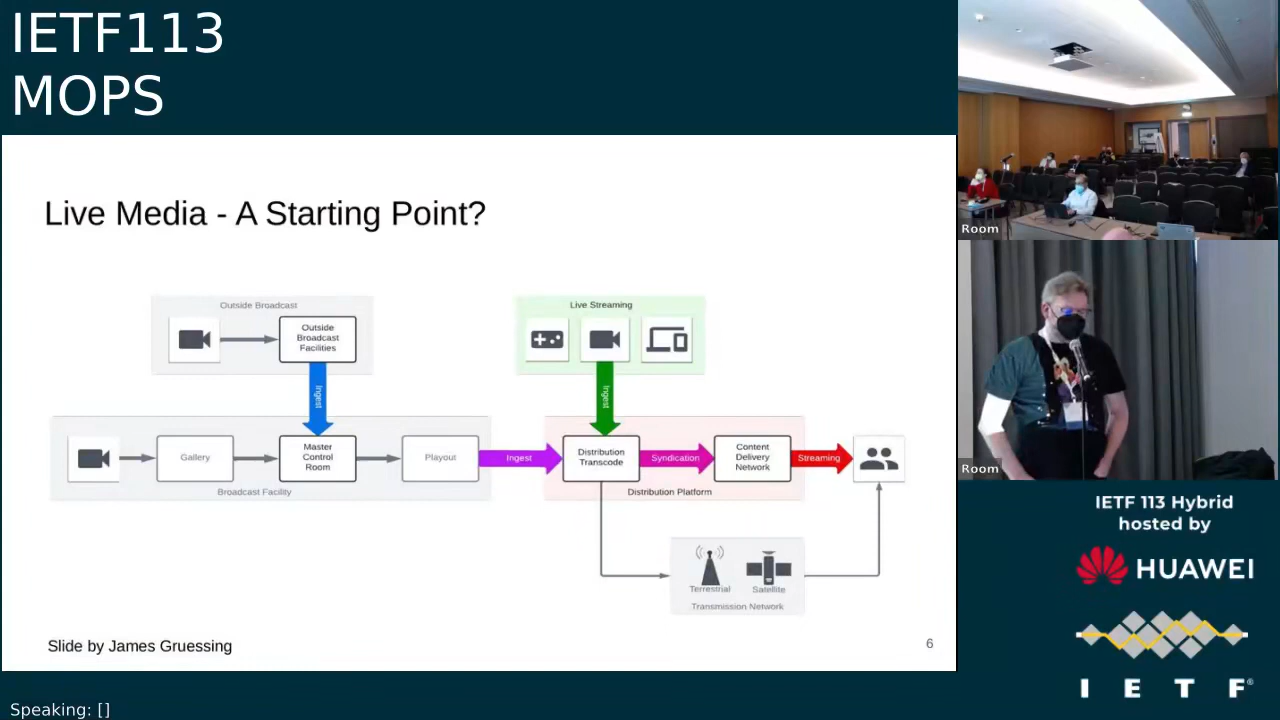 IETF113
MOPS
Live Media - A Starting Point?
Outside Broadcast
Outside
Broadcast
Facilities
Live Streaming
Ingest
Ingest
Gallery
Master
Control
Room
Playout
Ingest
Distribution
Transcode
Syndication
Content
Delivery
Network
Streaming
Broadcast Facility
Distribution Platform
Terrestrial
Satellite
Transmission Network
Slide by James Gruessing
6
Room
Room
IETF 113 Hybrid
hosted by
HUAWEI
I E T F®
Speaking: []